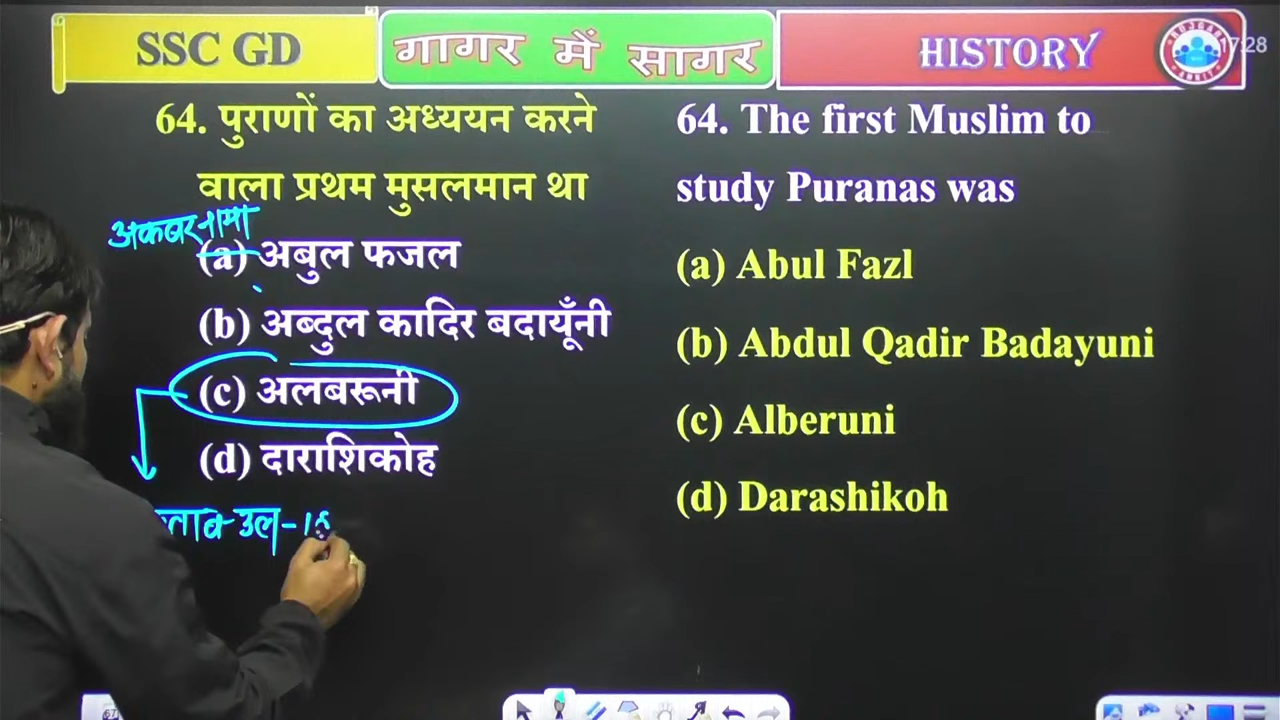 SSC GD
गागर में सागर
HISTORY
17:28
64. पुराणों का अध्ययन करने
वाला प्रथम मुसलमान था
अकबरनामा
(a) अबुल फजल
(b) अब्दुल कादिर बदायूँनी
(c) अलबरूनी
(d) दाराशिकोह
उल-
64. The first Muslim to
study Puranas was
(a) Abul Fazl
(b) Abdul Qadir Badayuni
(c) Alberuni
(d) Darashikoh